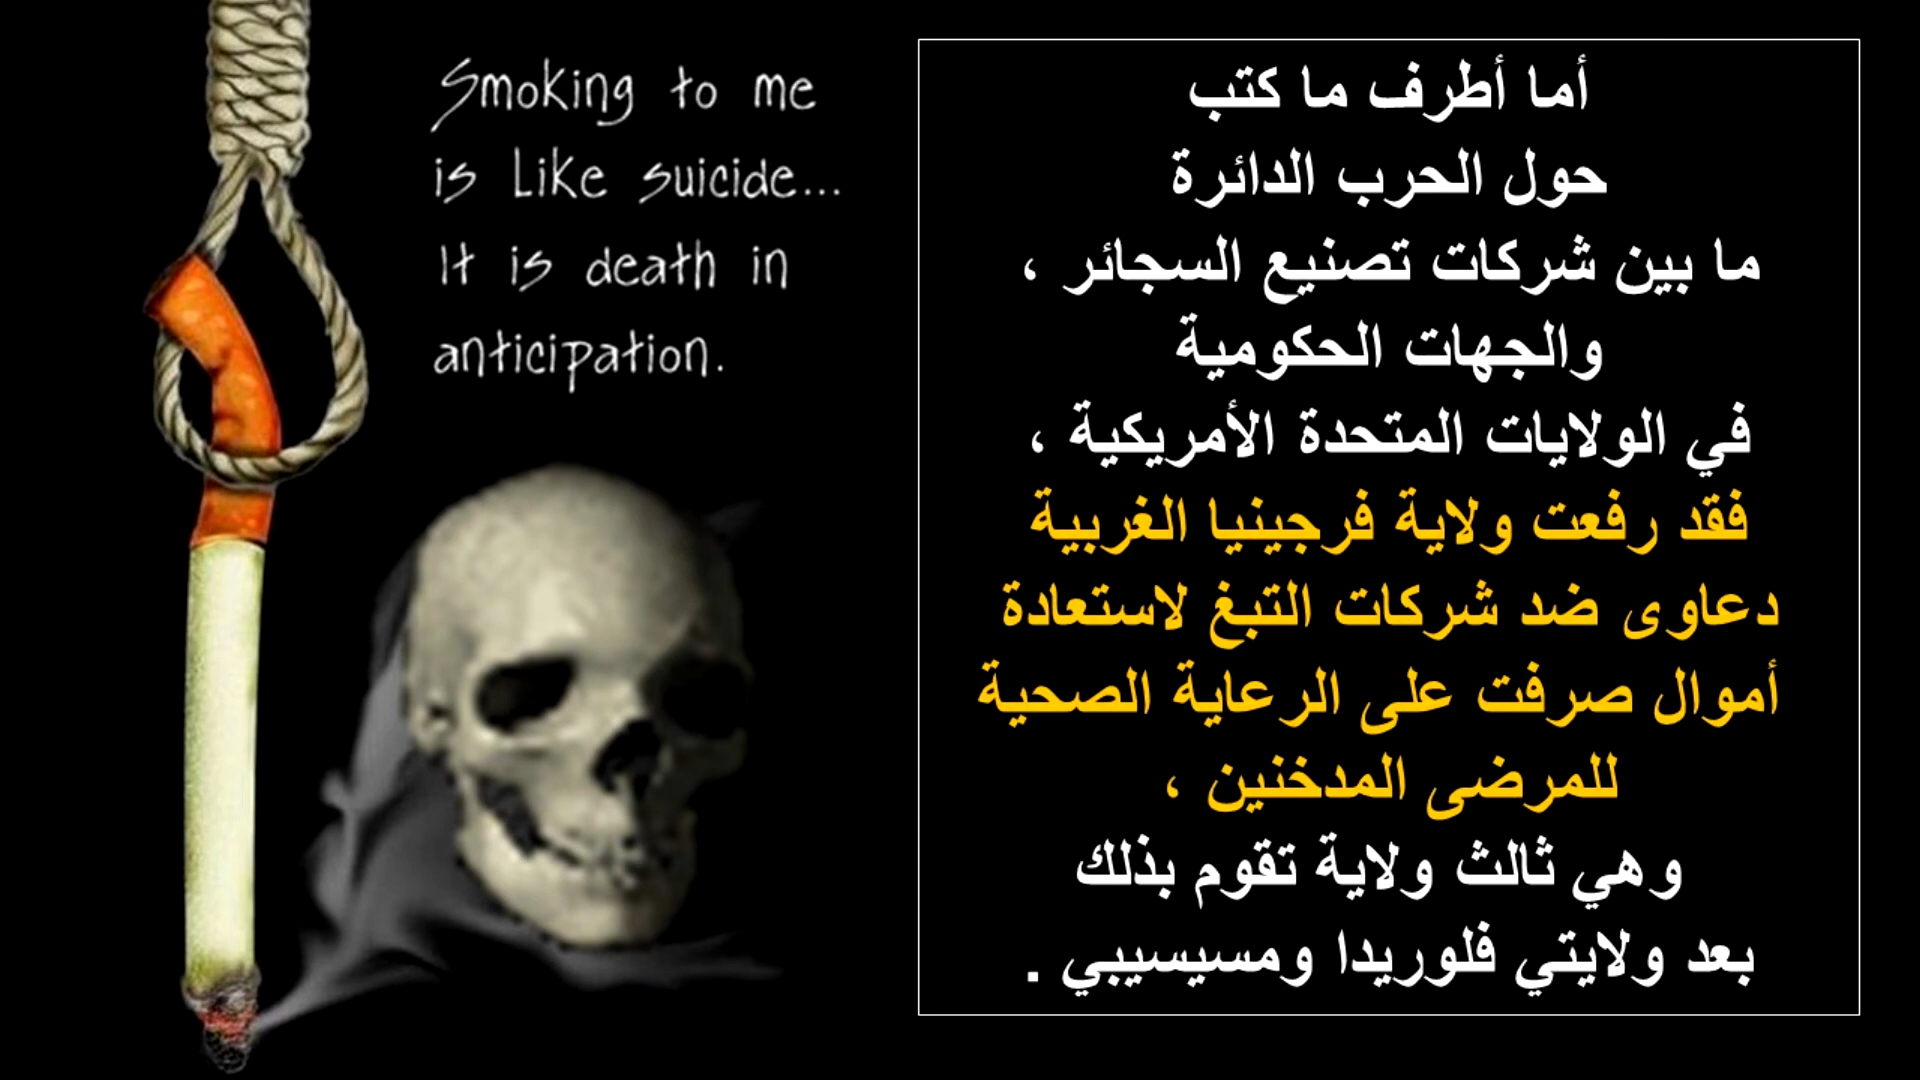 Smoking to me
is Like suicide...
It is death in
anticipation.
أما أطرف ما كتب
حول الحرب الدائرة
ما بين شركات تصنيع السجائر ،
والجهات الحكومية
في الولايات المتحدة الأمريكية ،
فقد رفعت ولاية فرجينيا الغربية
دعاوى ضد شركات التبغ لاستعادة
أموال صرفت على الرعاية الصحية
للمرضى المدخنين ،
وهي ثالث ولاية تقوم بذلك
بعد ولايتي فلوريدا ومسيسيبي .